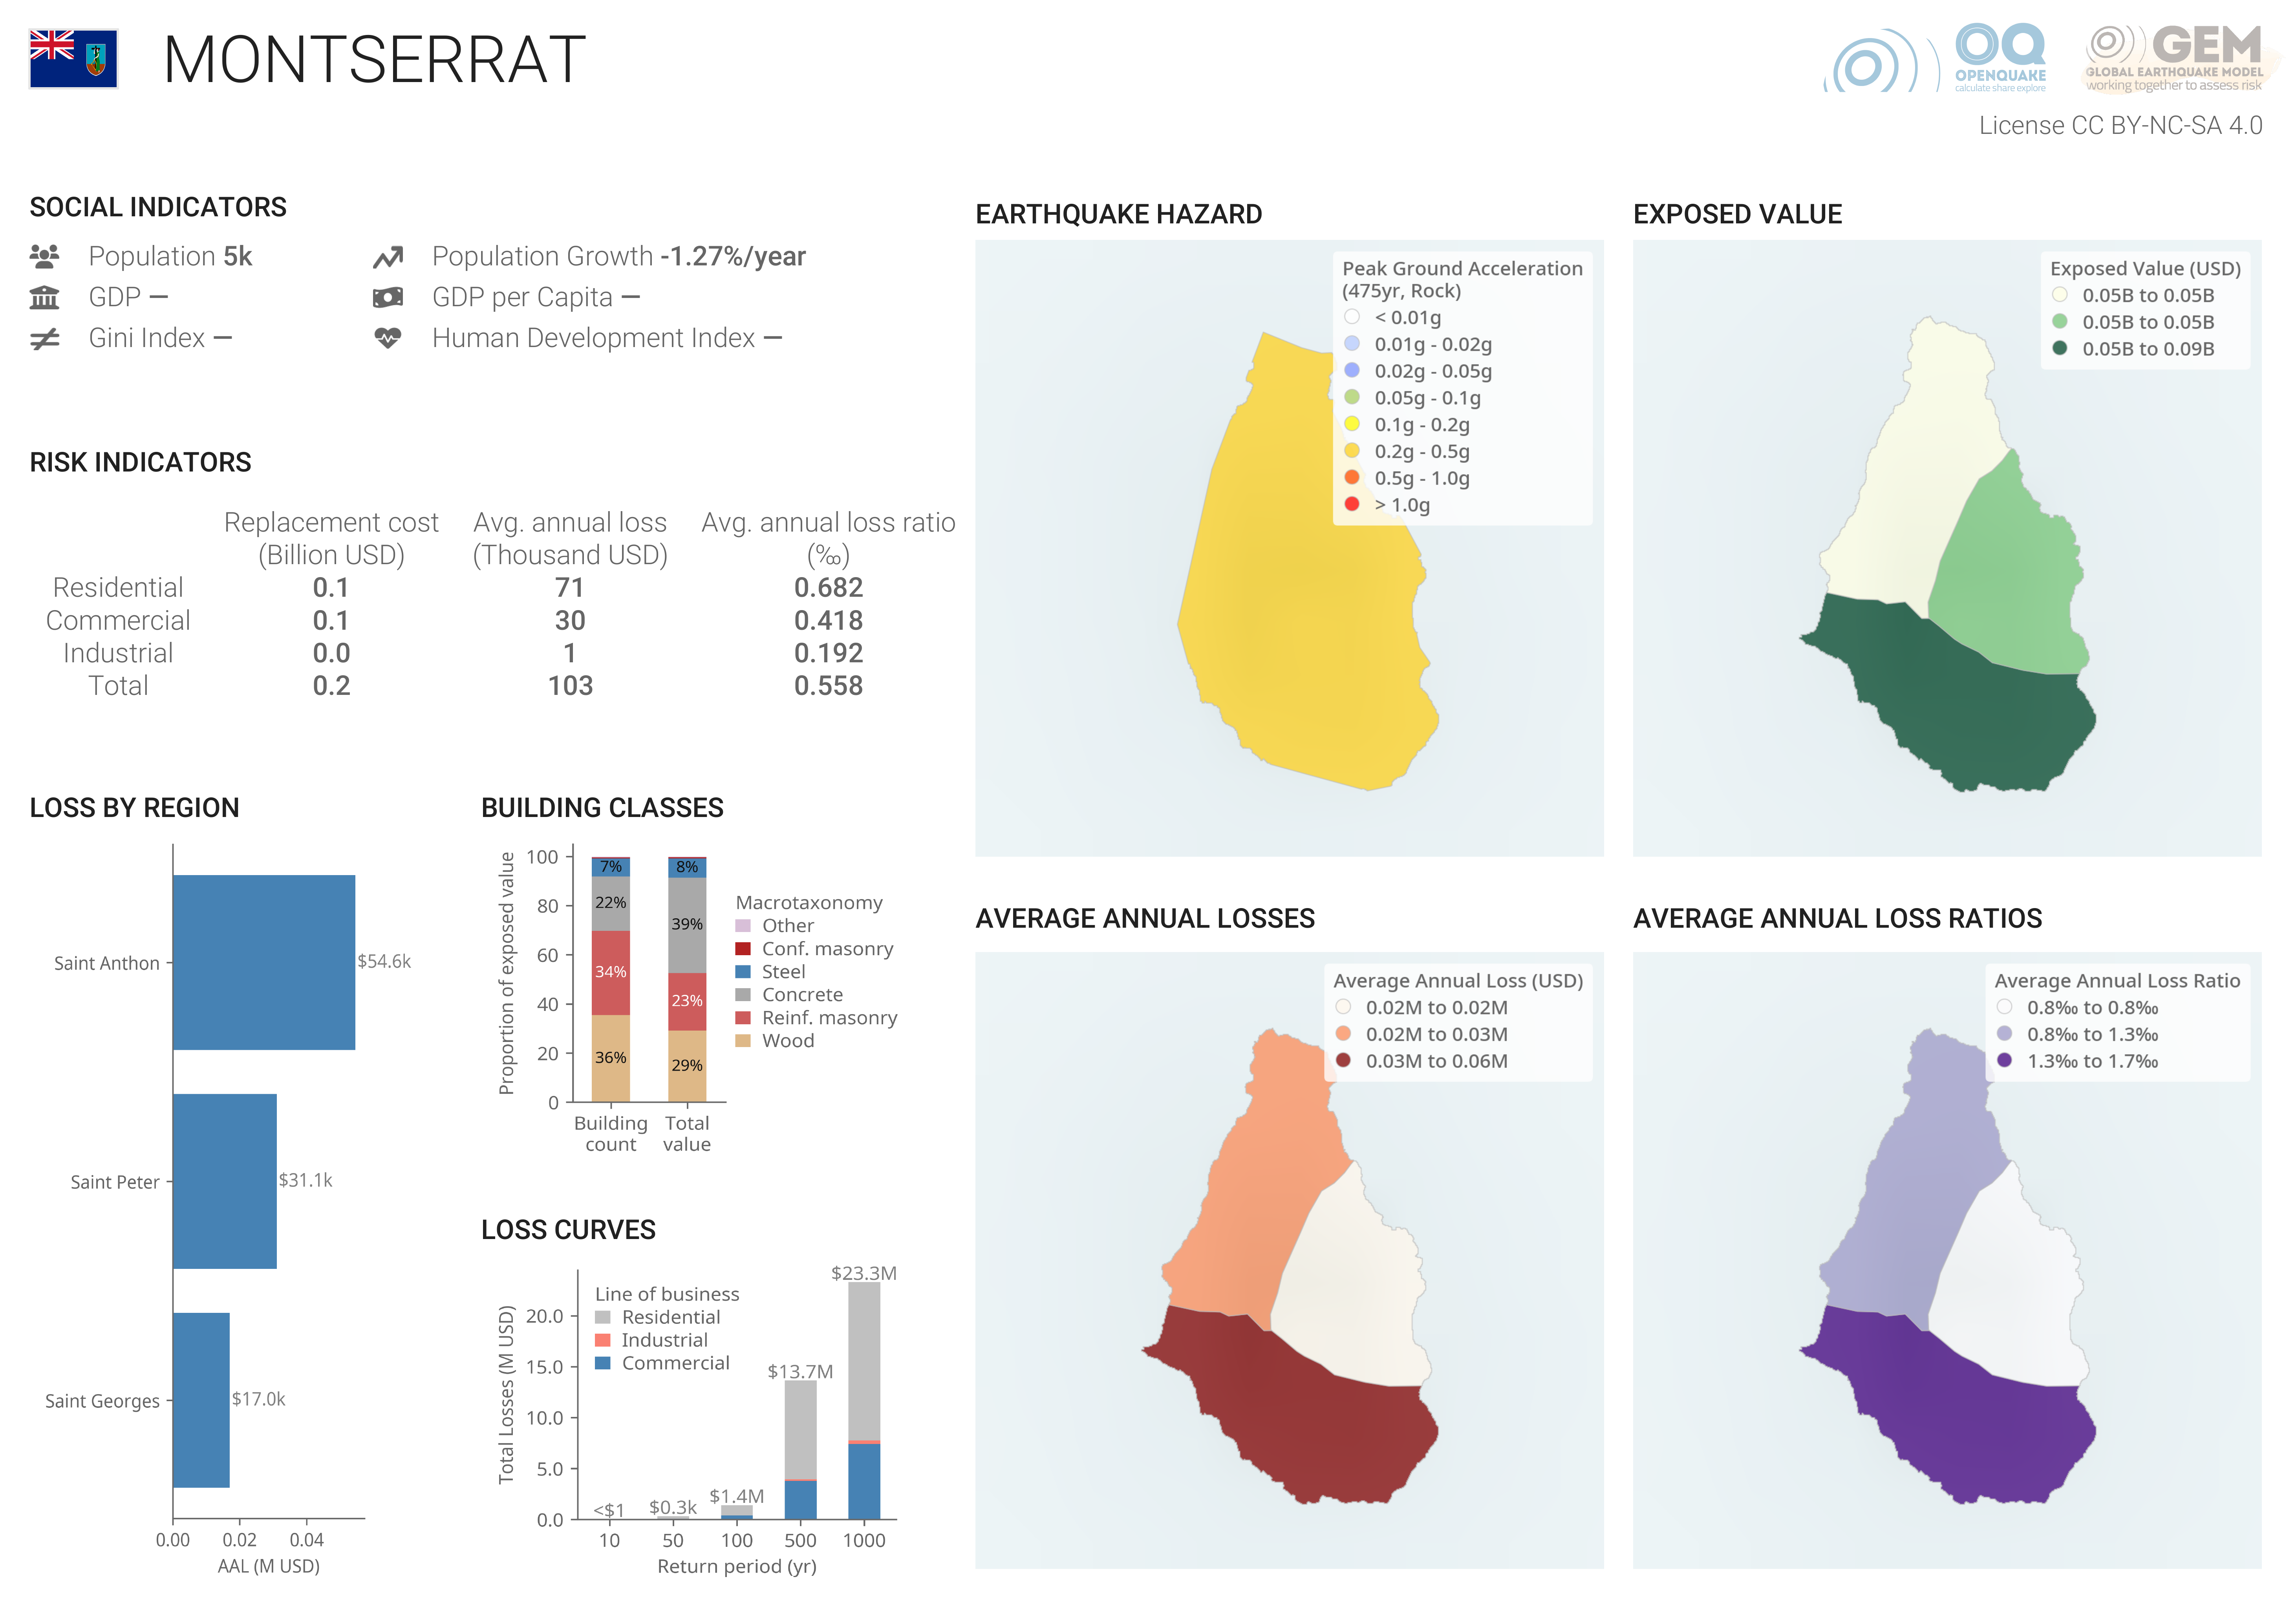 MONTSERRAT
OQ
OPENQUAKE
calculate share explore
GEM
GLOBAL EARTHQUAKE MODEL
working together to assess risk
License CC BY-NC-SA 4.0
SOCIAL INDICATORS
Population 5k
Population Growth -1.27%/year
GDP —
GDP per Capita —
Gini Index —
Human Development Index —
RISK INDICATORS
Replacement cost (Billion USD)
Avg. annual loss (Thousand USD)
Avg. annual loss ratio (‰)
Residential 0.1 71 0.682
Commercial 0.1 30 0.418
Industrial 0.0 1 0.192
Total 0.2 103 0.558
LOSS BY REGION
Saint Anthon
$54.6k
Saint Peter
$31.1k
Saint Georges
$17.0k
0.00 0.02 0.04
AAL (M USD)
BUILDING CLASSES
Proportion of exposed value
100
80
60
40
20
0
7%
22%
34%
36%
8%
39%
23%
29%
Building count
Total value
Macrotaxonomy
Other
Conf. masonry
Steel
Concrete
Reinf. masonry
Wood
LOSS CURVES
Total Losses (M USD)
20.0
15.0
10.0
5.0
0.0
Line of business
Residential
Industrial
Commercial
<$1
$0.3k
$1.4M
$13.7M
$23.3M
10 50 100 500 1000
Return period (yr)
EARTHQUAKE HAZARD
Peak Ground Acceleration
(475yr, Rock)
< 0.01g
0.01g - 0.02g
0.02g - 0.05g
0.05g - 0.1g
0.1g - 0.2g
0.2g - 0.5g
0.5g - 1.0g
> 1.0g
EXPOSED VALUE
Exposed Value (USD)
0.05B to 0.05B
0.05B to 0.05B
0.05B to 0.09B
AVERAGE ANNUAL LOSSES
Average Annual Loss (USD)
0.02M to 0.02M
0.02M to 0.03M
0.03M to 0.06M
AVERAGE ANNUAL LOSS RATIOS
Average Annual Loss Ratio
0.8‰ to 0.8‰
0.8‰ to 1.3‰
1.3‰ to 1.7‰